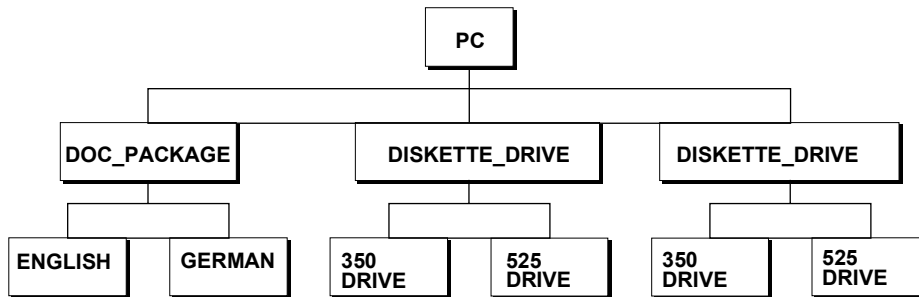 PC
DOC_PACKAGE
DISKETTE_DRIVE
DISKETTE_DRIVE
ENGLISH
GERMAN
350
DRIVE
525
DRIVE
350
DRIVE
525
DRIVE